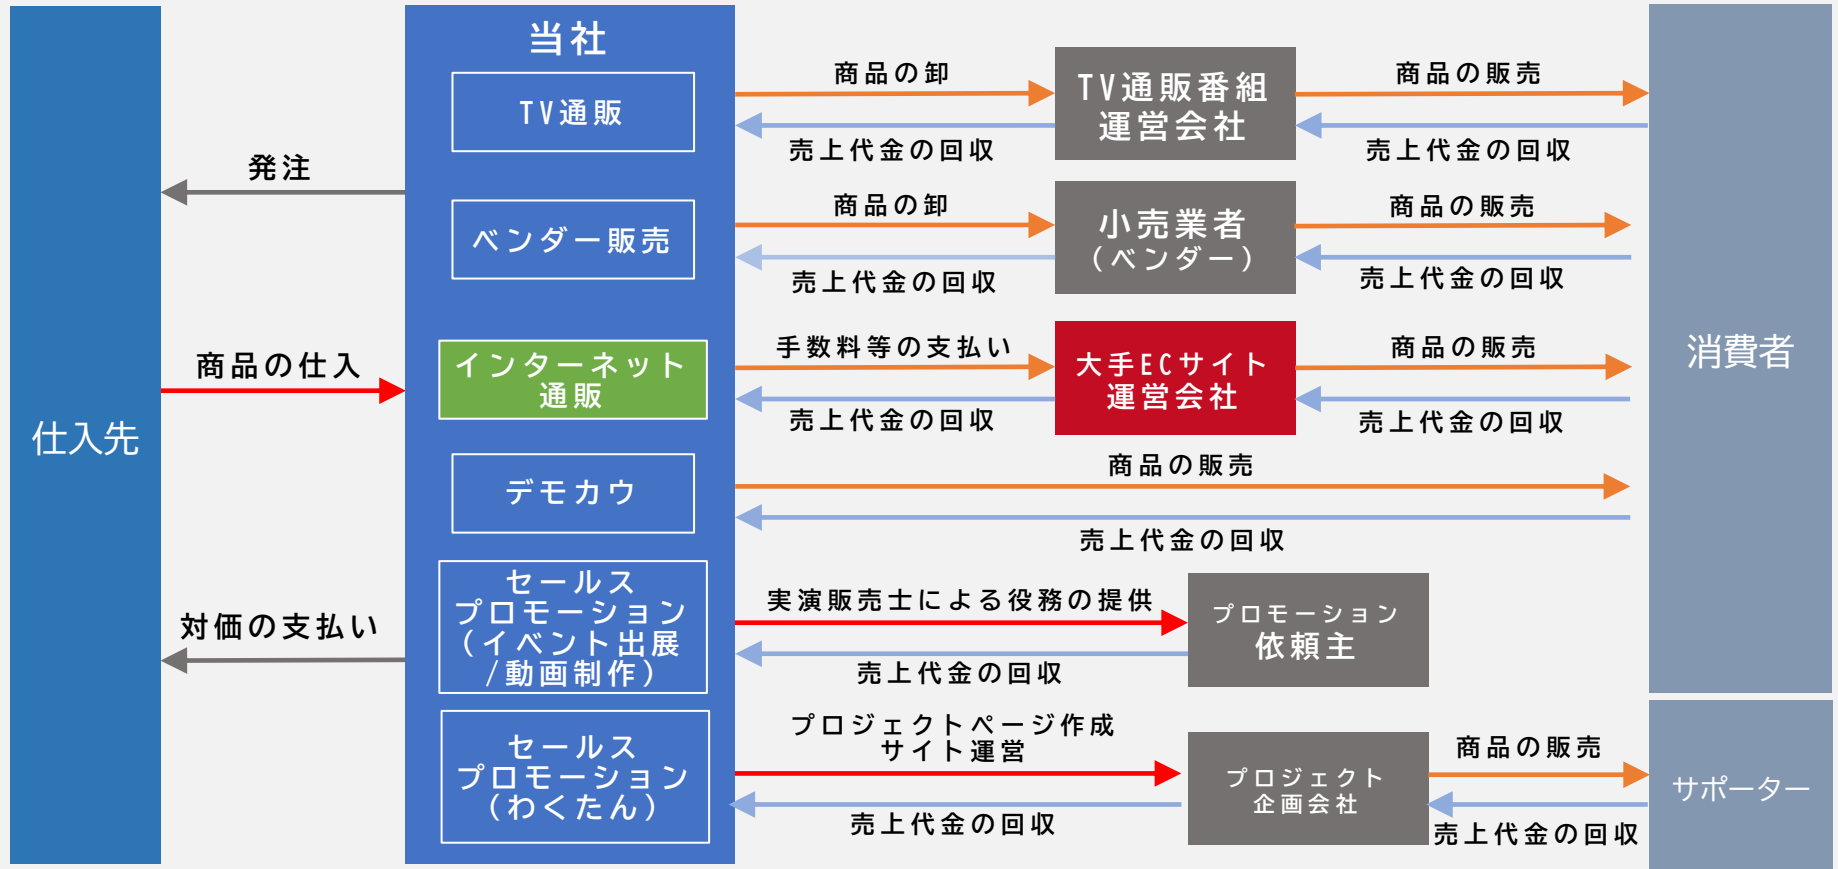 当社
TV通販
商品の卸
TV通販番組
運営会社
商品の販売
売上代金の回収
売上代金の回収
発注
ベンダー販売
商品の卸
小売業者
（ベンダー）
商品の販売
売上代金の回収
売上代金の回収
商品の仕入
インターネット
通販
手数料等の支払い
大手ECサイト
運営会社
商品の販売
売上代金の回収
売上代金の回収
消費者
仕入先
デモカウ
商品の販売
売上代金の回収
対価の支払い
セールス
プロモーション
（イベント出展
/動画制作）
実演販売士による役務の提供
プロモーション
依頼主
売上代金の回収
セールス
プロモーション
（わくたん）
プロジェクトページ作成
サイト運営
プロジェクト
企画会社
商品の販売
サポーター
売上代金の回収
売上代金の回収